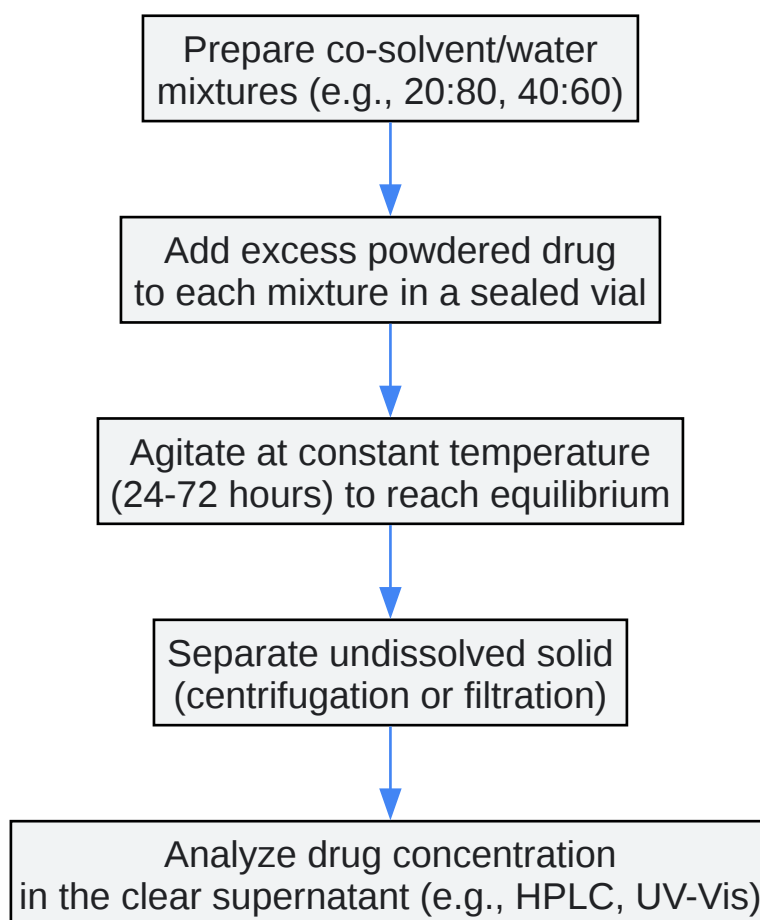 Prepare co-solvent/water
mixtures (e.g., 20:80, 40:60)
Add excess powdered drug
to each mixture in a sealed vial
Agitate at constant temperature
(24-72 hours) to reach equilibrium
Separate undissolved solid
(centrifugation or filtration)
Analyze drug concentration
in the clear supernatant (e.g., HPLC, UV-Vis)